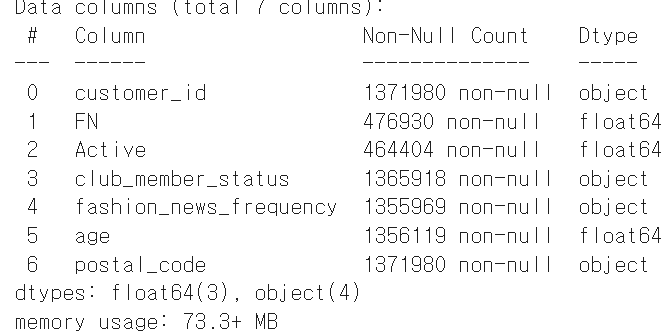 Data columns (total 7 columns):
# Column Non-Null Count Dtype
--- ------ -------------- -----
0 customer_id 1371980 non-null object
1 FN 476930 non-null float64
2 Active 464404 non-null float64
3 club_member_status 1365918 non-null object
4 fashion_news_frequency 1355969 non-null object
5 age 1356119 non-null float64
6 postal_code 1371980 non-null object
dtypes: float64(3), object(4)
memory usage: 73.3+ MB